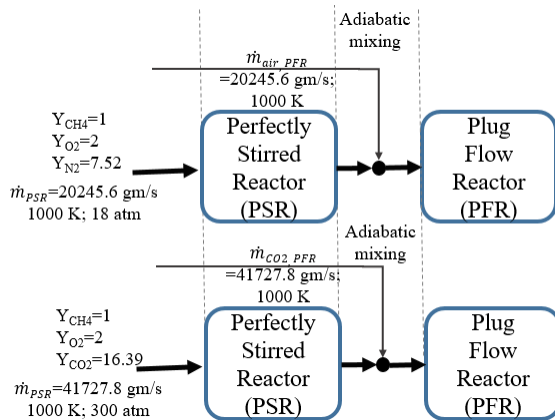 Adiabatic
mixing
ṁair_PFR
=20245.6 gm/s;
1000 K
YCH4=1
YO2=2
YN2=7.52
ṁPSR=20245.6 gm/s
1000 K; 18 atm
Perfectly
Stirred
Reactor
(PSR)
Plug
Flow
Reactor
(PFR)
Adiabatic
mixing
ṁCO2_PFR
=41727.8 gm/s;
1000 K
YCH4=1
YO2=2
YCO2=16.39
ṁPSR=41727.8 gm/s
1000 K; 300 atm
Perfectly
Stirred
Reactor
(PSR)
Plug
Flow
Reactor
(PFR)